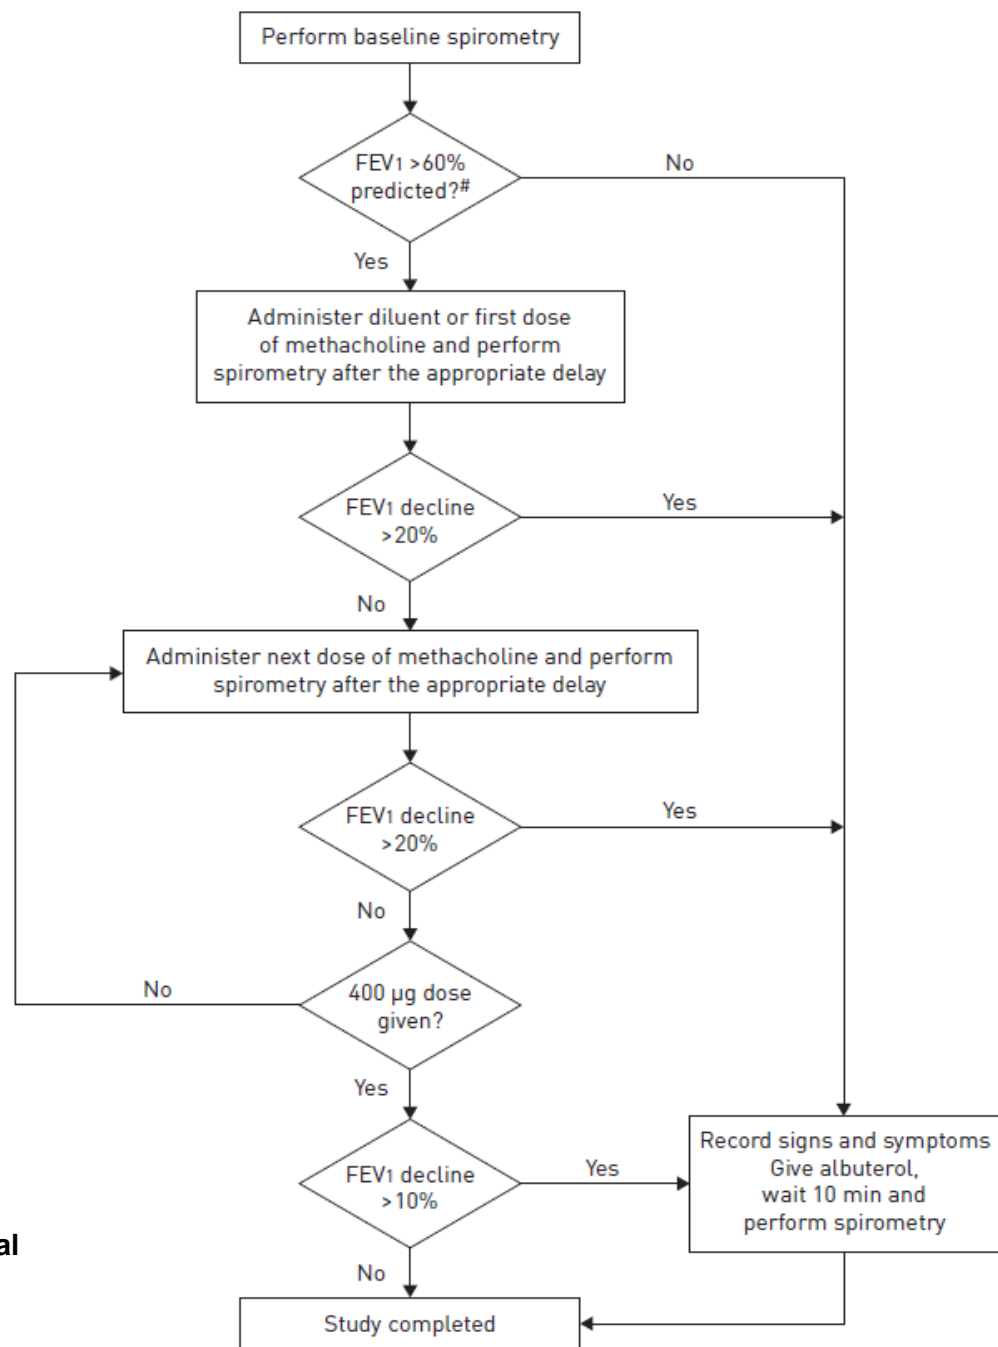 Perform baseline spirometry
FEV1 >60%
predicted?#
No
Yes
Administer diluent or first dose
of methacholine and perform
spirometry after the appropriate delay
FEV1 decline
>20%
Yes
No
Administer next dose of methacholine and perform
spirometry after the appropriate delay
FEV1 decline
>20%
Yes
No
400 µg dose
given?
No
Yes
FEV1 decline
>10%
Yes
Record signs and symptoms
Give albuterol,
wait 10 min and
perform spirometry
al
No
Study completed